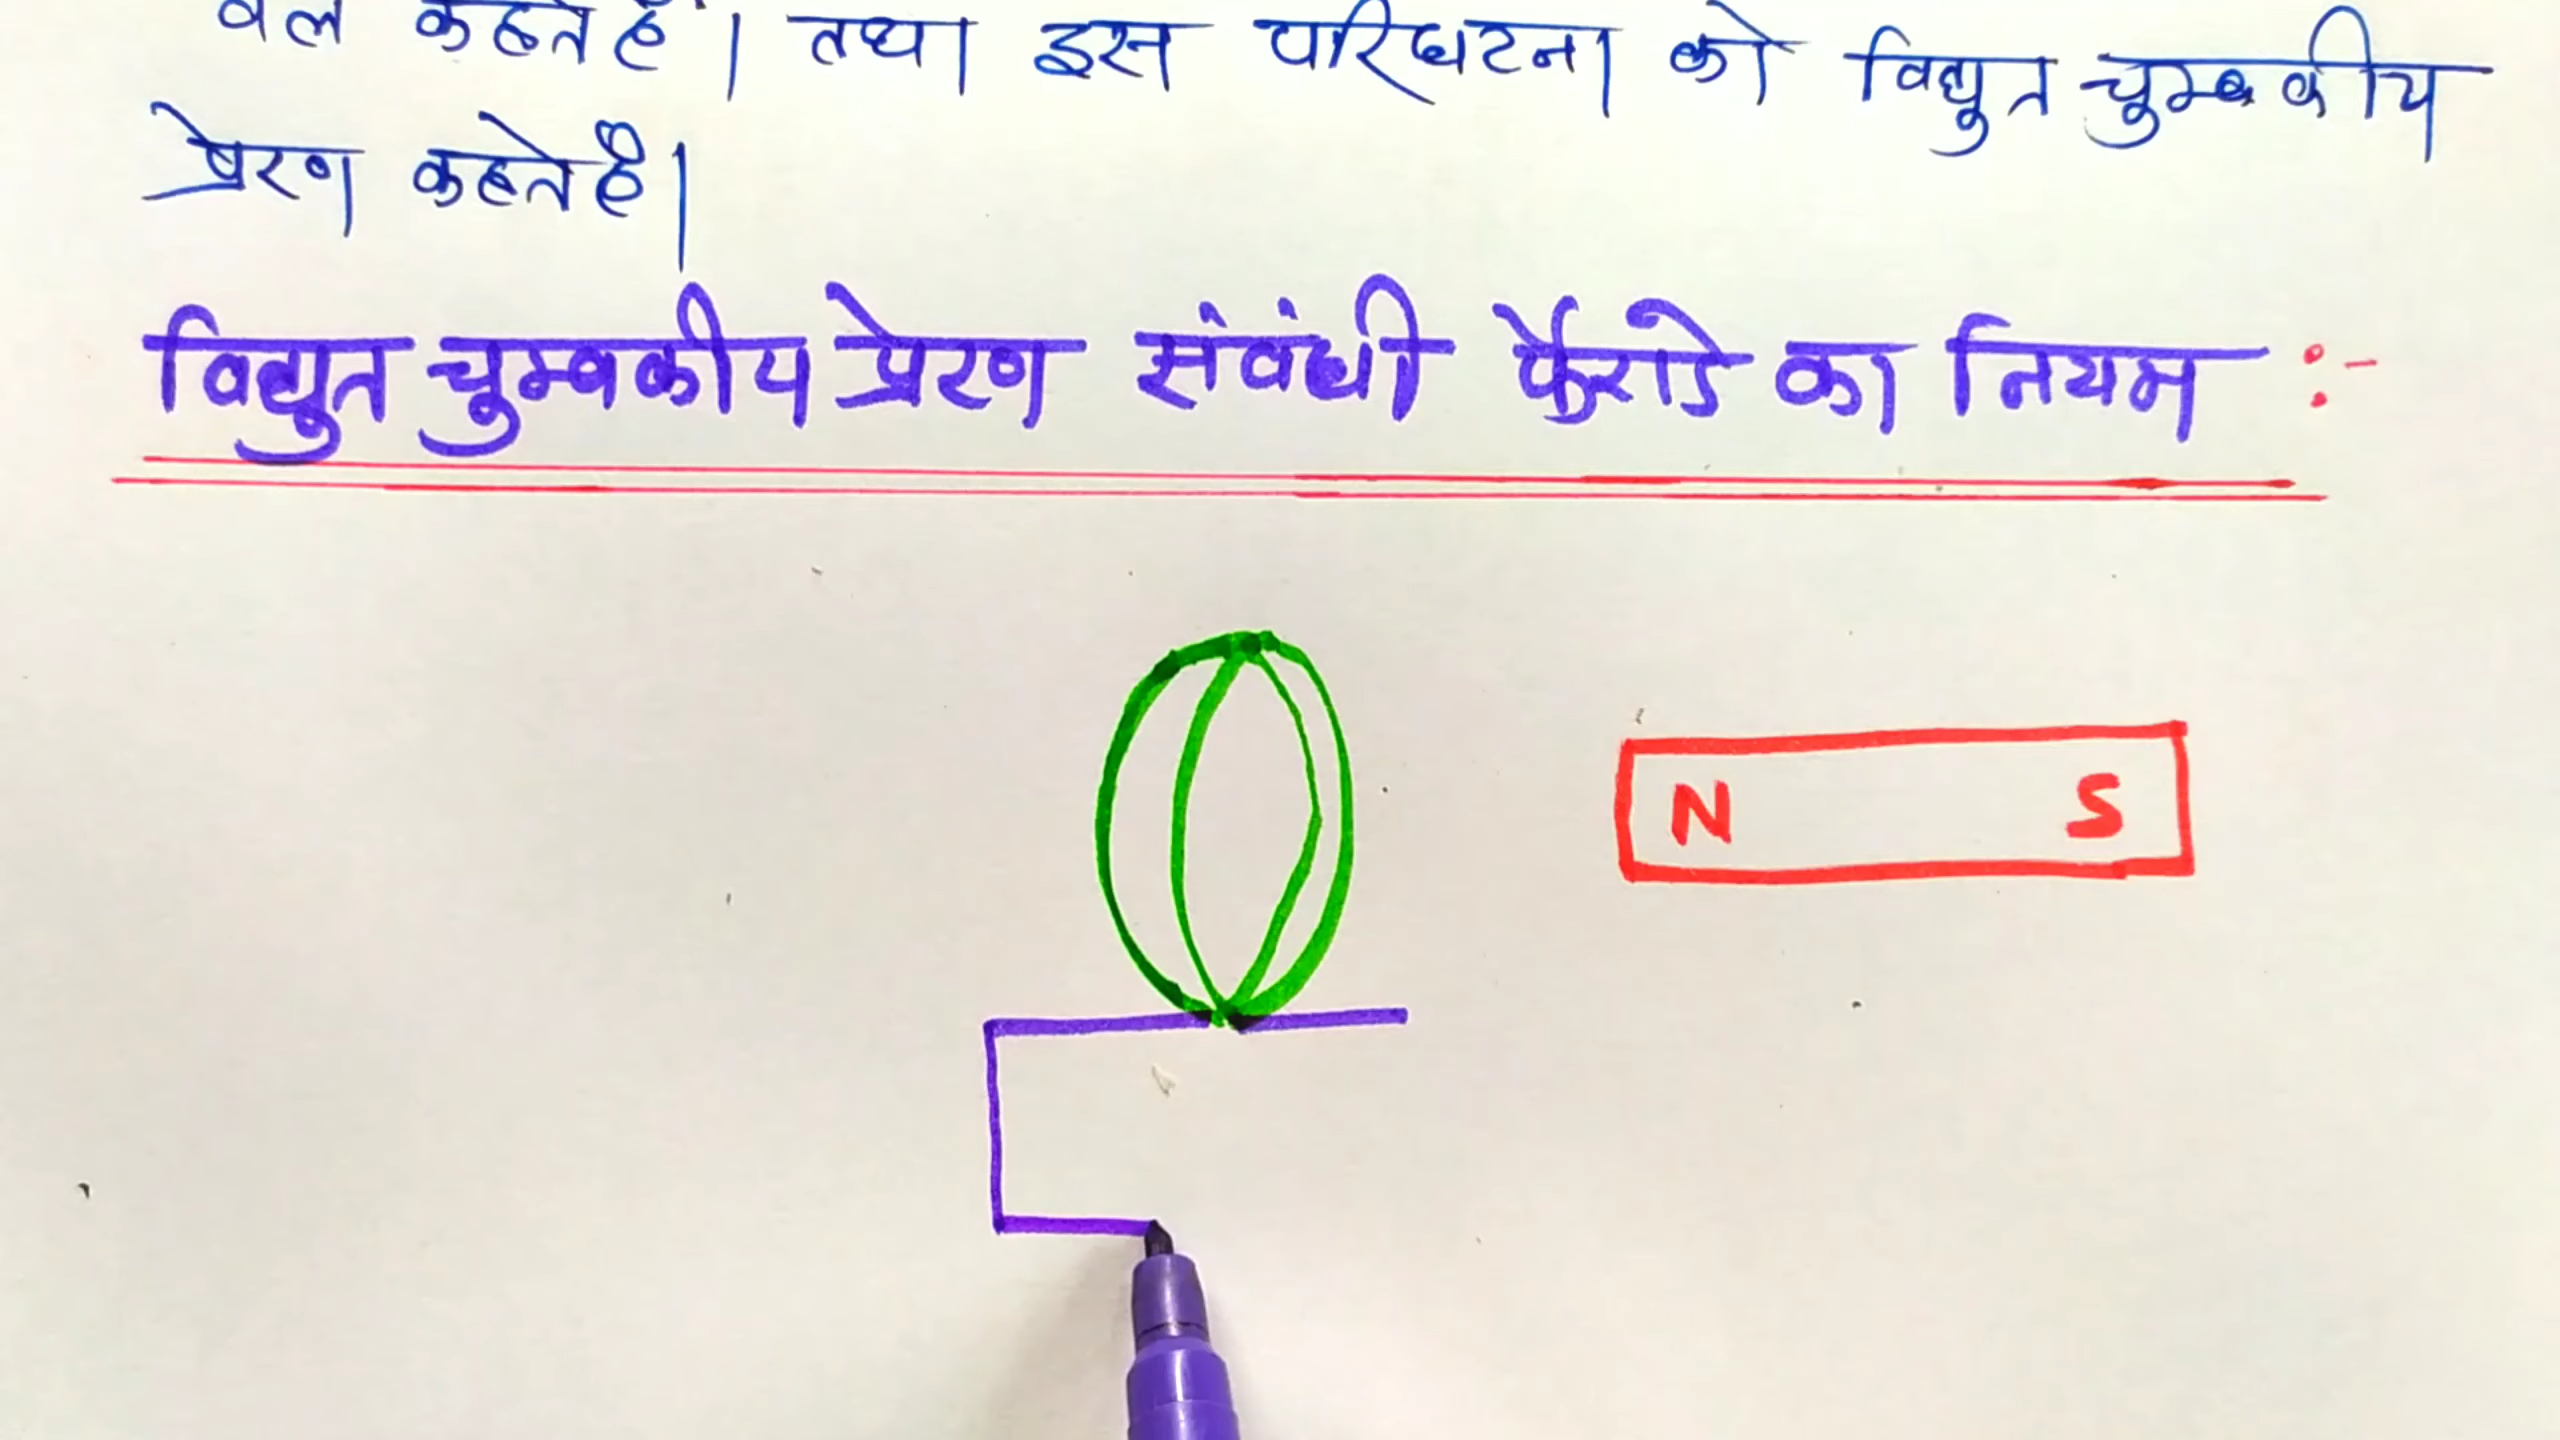 बल कहते हैं। तथा इस परिघटना को विद्युत चुम्बकीय
प्रेरण कहते है।
विद्युत चुम्बकीय प्रेरण संबंधी फैराडे का नियम :-
N S